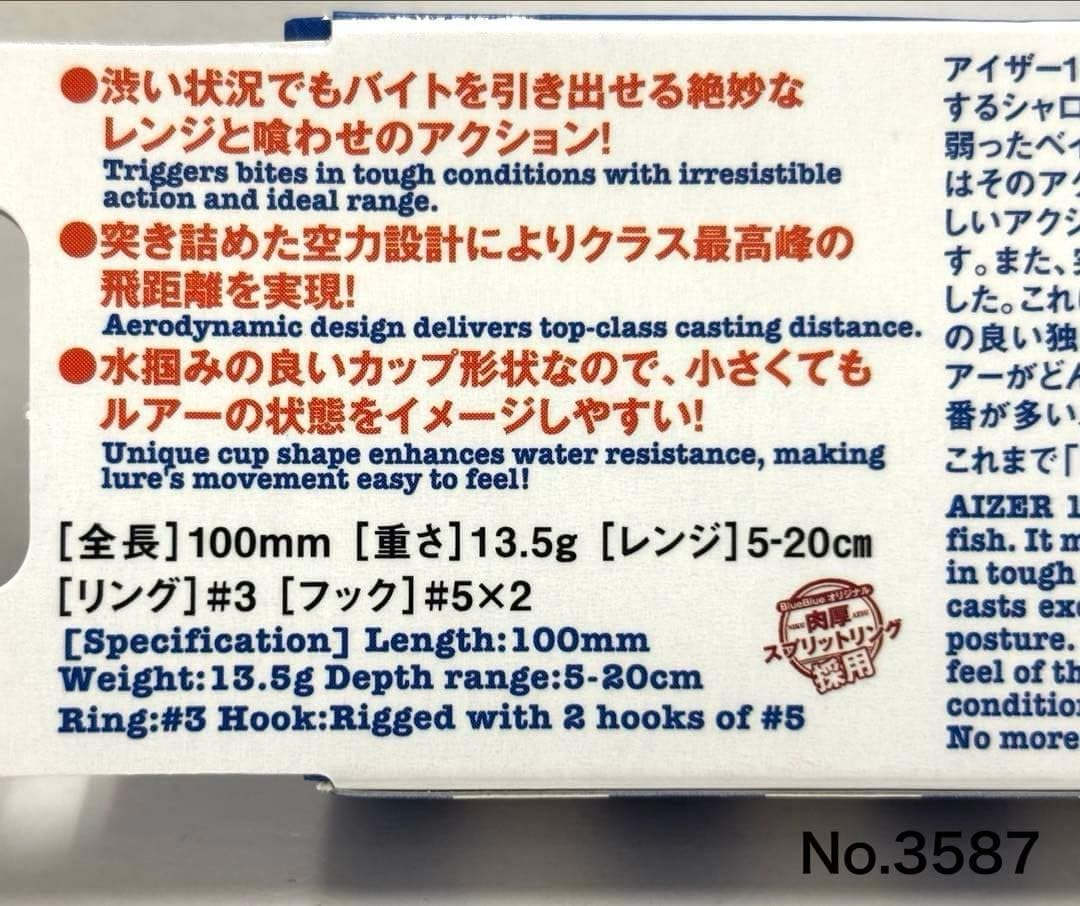 ●渋い状況でもバイトを引き出せる絶妙な
レンジと喰わせのアクション!
Triggers bites in tough conditions with irresistible
action and ideal range.
●突き詰めた空力設計によりクラス最高峰の
飛距離を実現!
Aerodynamic design delivers top-class casting distance.
●水掴みの良いカップ形状なので、小さくても
ルアーの状態をイメージしやすい!
Unique cup shape enhances water resistance, making
lure's movement easy to feel!
[全長]100mm [重さ]13.5g [レンジ]5-20cm
[リング]#3 [フック]#5×2
[Specification] Length:100mm
Weight:13.5g Depth range:5-20cm
Ring:#3 Hook:Rigged with 2 hooks of #5
BlueBlue オリジナル
肉厚
スプリットリング
採用
アイザー1
するシャロ
弱ったベイ
はそのアク
しいアクシ
す。また、
した。これ
の良い独
アーがどん
番が多い
これまで「
AIZER 1
fish. It m
in tough
casts exc
posture.
feel of th
condition
No more
No.3587